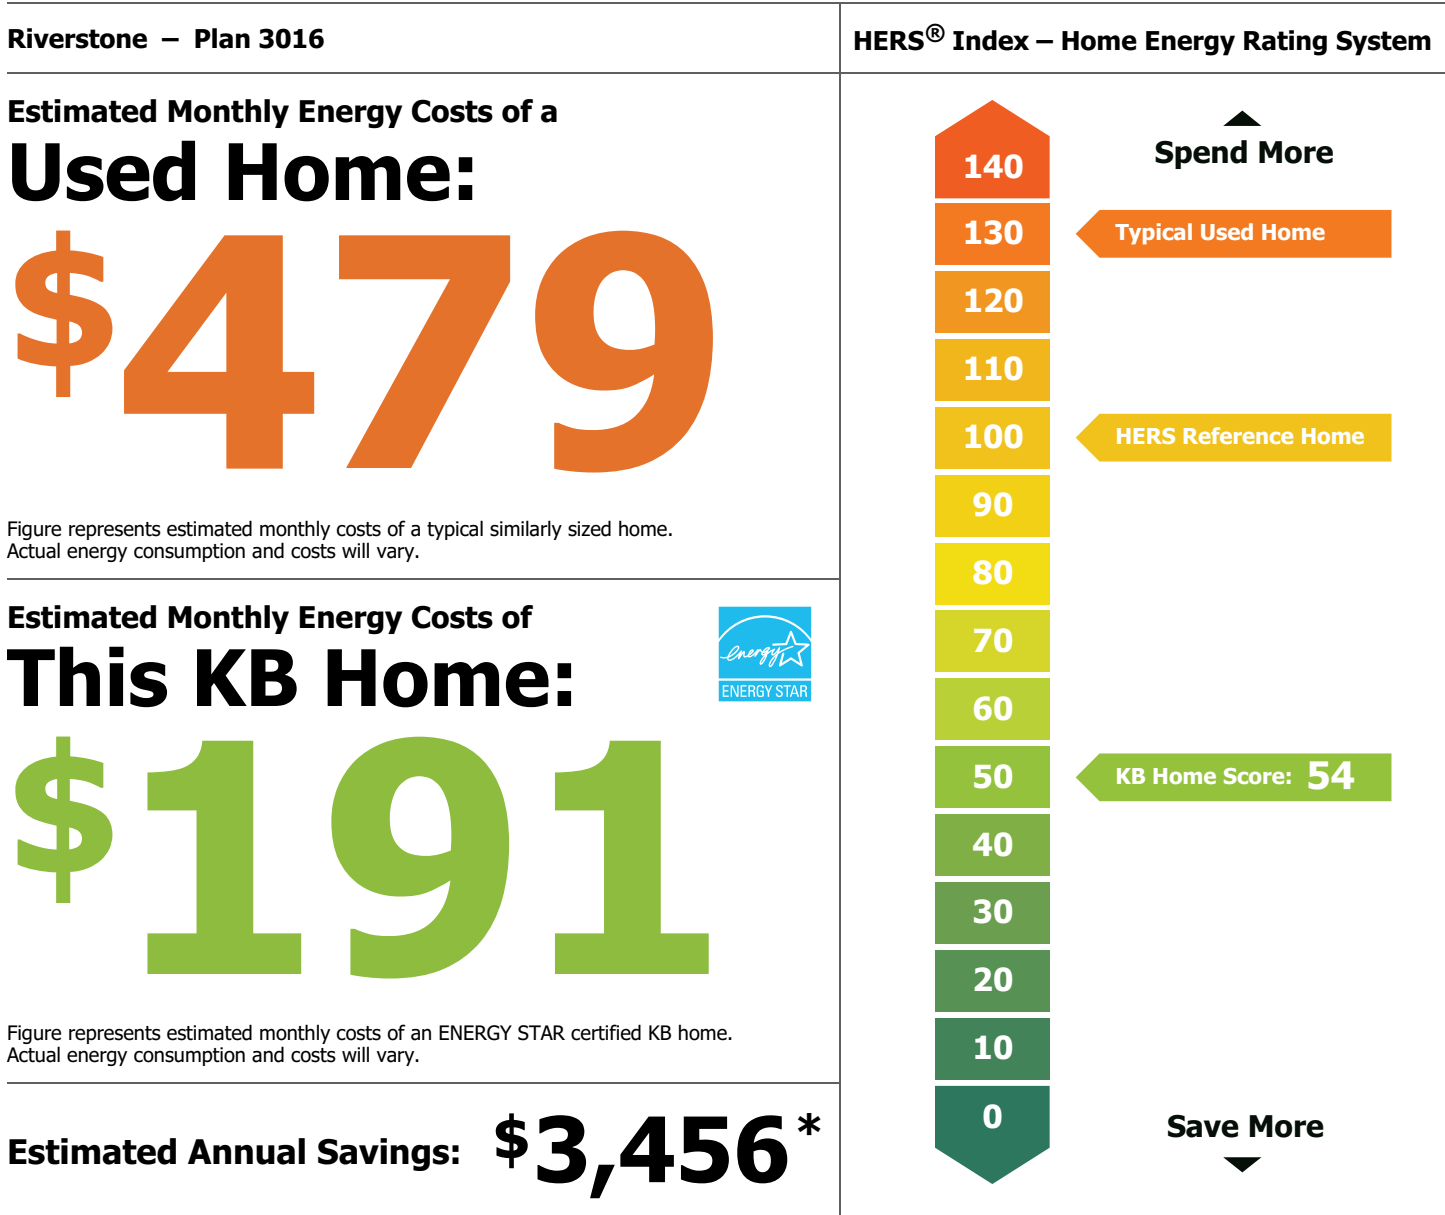 Riverstone – Plan 3016
Estimated Monthly Energy Costs of a
Used Home:
$479
Figure represents estimated monthly costs of a typical similarly sized home.
Actual energy consumption and costs will vary.
Estimated Monthly Energy Costs of
This KB Home:
energy
ENERGY STAR
$191
Figure represents estimated monthly costs of an ENERGY STAR certified KB home.
Actual energy consumption and costs will vary.
Estimated Annual Savings: $3,456*
HERS® Index – Home Energy Rating System
Spend More
140
130 Typical Used Home
120
110
100 HERS Reference Home
90
80
70
60
50 KB Home Score: 54
40
30
20
10
0
Save More